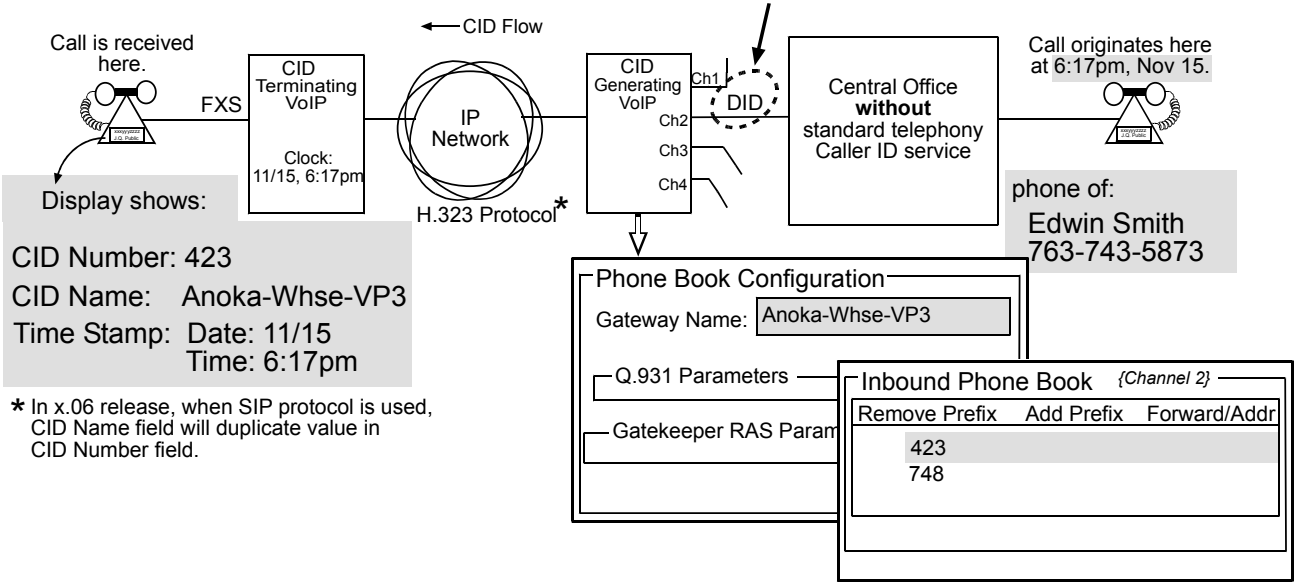 CID Flow
Call is received
here.
xxxyyyzzzz
J.Q. Public
FXS
CID
Terminating
VoIP
Clock:
11/15, 6:17pm
IP
Network
H.323 Protocol*
CID
Generating
VoIP
Ch1
Ch2
Ch3
Ch4
DID
Central Office
without
standard telephony
Caller ID service
Call originates here
at 6:17pm, Nov 15.
xxxyyyzzzz
J.Q. Public
phone of:
Edwin Smith
763-743-5873
Display shows:
CID Number: 423
CID Name: Anoka-Whse-VP3
Time Stamp: Date: 11/15
Time: 6:17pm
* In x.06 release, when SIP protocol is used,
CID Name field will duplicate value in
CID Number field.
Phone Book Configuration
Gateway Name: Anoka-Whse-VP3
Q.931 Parameters
Gatekeeper RAS Param
Inbound Phone Book {Channel 2}
Remove Prefix Add Prefix Forward/Addr
423
748